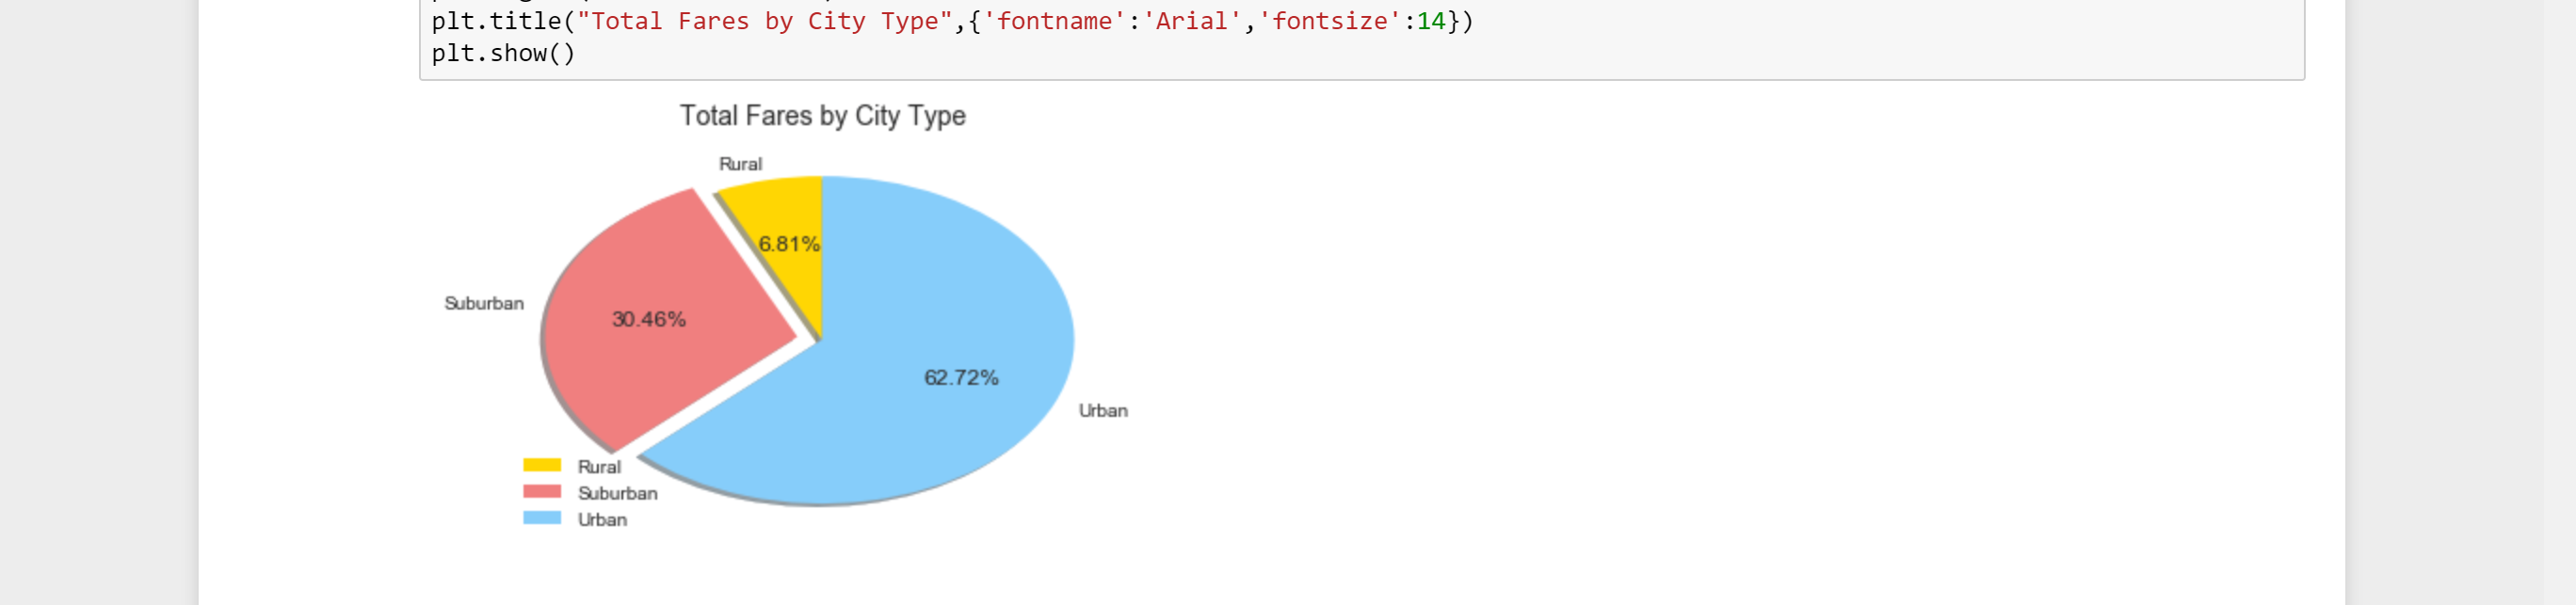 plt.title("Total Fares by City Type",{'fontname':'Arial','fontsize':14})
plt.show()
Total Fares by City Type
Rural
6.81%
Suburban
30.46%
62.72%
Urban
Rural
Suburban
Urban